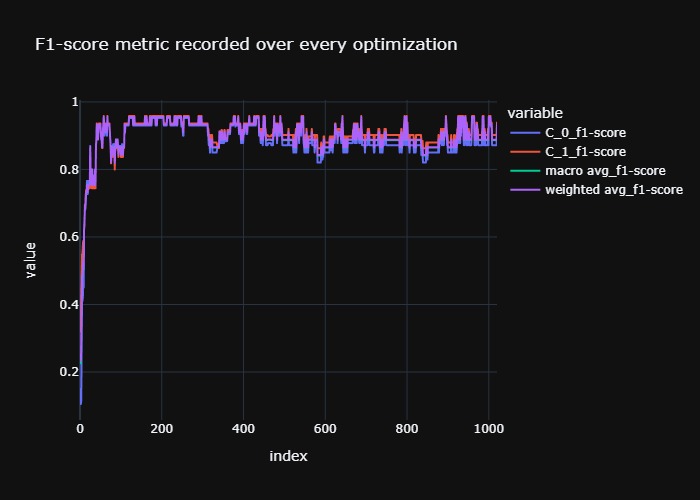 F1-score metric recorded over every optimization
variable
C_0_f1-score
C_1_f1-score
macro avg_f1-score
weighted avg_f1-score
value
1
0.8
0.6
0.4
0.2
0 200 400 600 800 1000
index